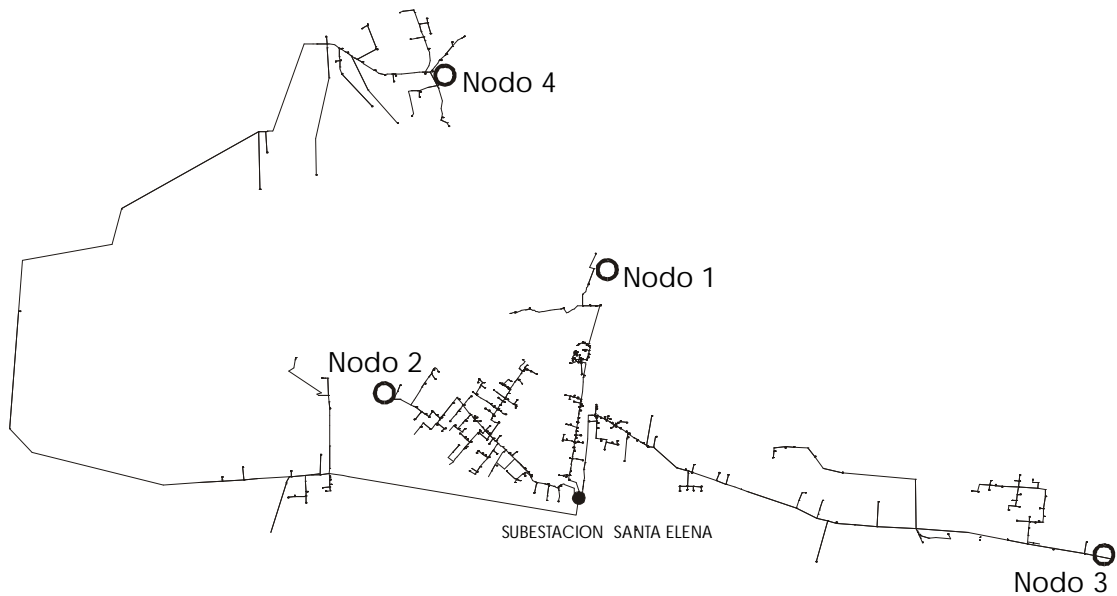 Nodo 4
Nodo 1
Nodo 2
SUBESTACION SANTA ELENA
Nodo 3